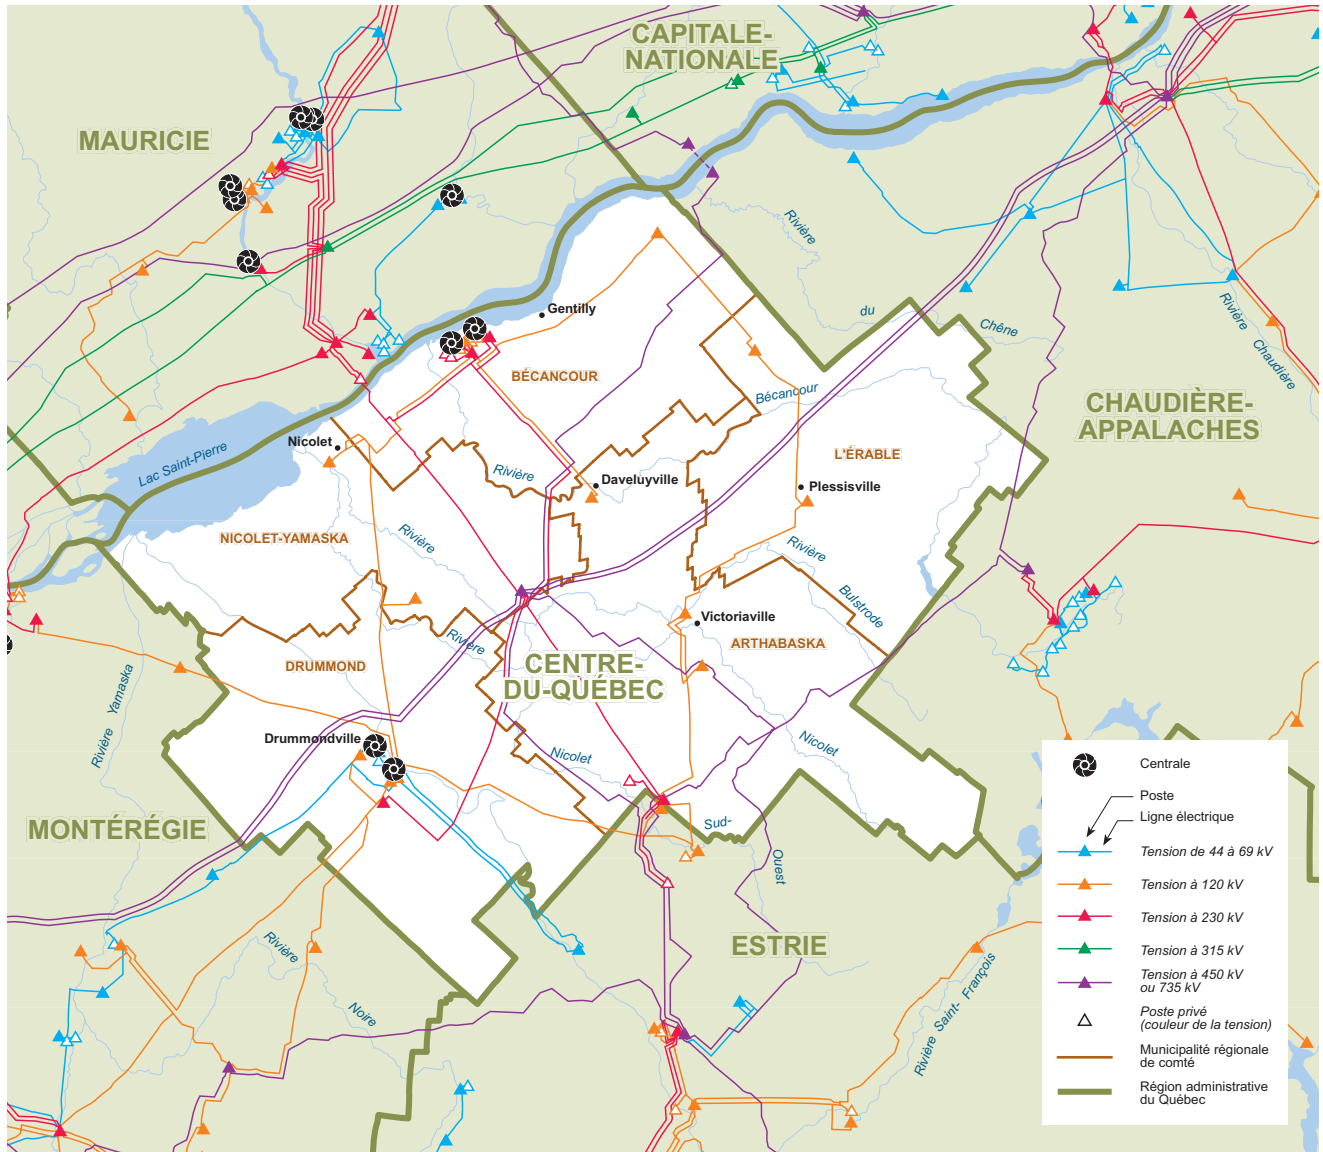 CAPITALE-
NATIONALE
MAURICIE
Rivière
du
Chêne
Gentilly
Rivière
Chaudière
BÉCANCOUR
Bécancour
CHAUDIÈRE-
APPALACHES
Nicolet
Lac Saint-Pierre
L'ÉRABLE
Rivière
Daveluyville
Plessisville
NICOLET-YAMASKA
Rivière
Rivière
Bulstrode
Victoriaville
Rivière
ARTHABASKA
DRUMMOND
CENTRE-
DU-QUÉBEC
Rivière Yamaska
Drummondville
Nicolet
Nicolet
MONTÉRÉGIE
Sud-
Ouest
ESTRIE
Rivière
Noire
Rivière Saint- François
Centrale
Poste
Ligne électrique
Tension de 44 à 69 kV
Tension à 120 kV
Tension à 230 kV
Tension à 315 kV
Tension à 450 kV
ou 735 kV
Poste privé
(couleur de la tension)
Municipalité régionale
de comté
Région administrative
du Québec